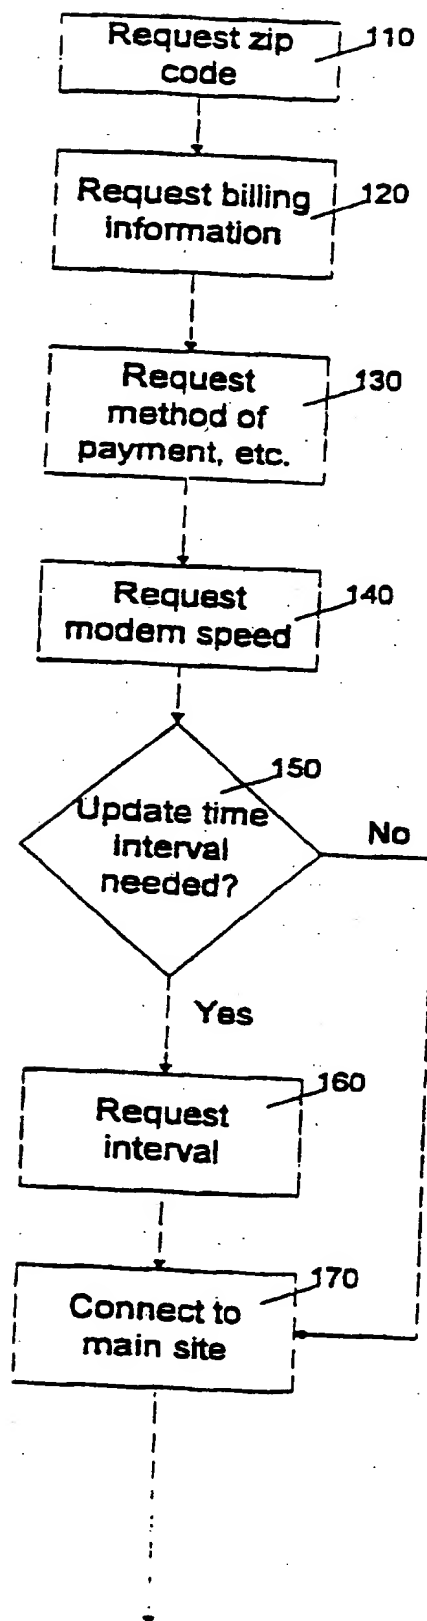 Request zip
code
110
Request billing
information
120
Request
method of
payment, etc.
130
Request
modem speed
140
150
Update time
interval
needed?
No
Yes
160
Request
interval
170
Connect to
main site